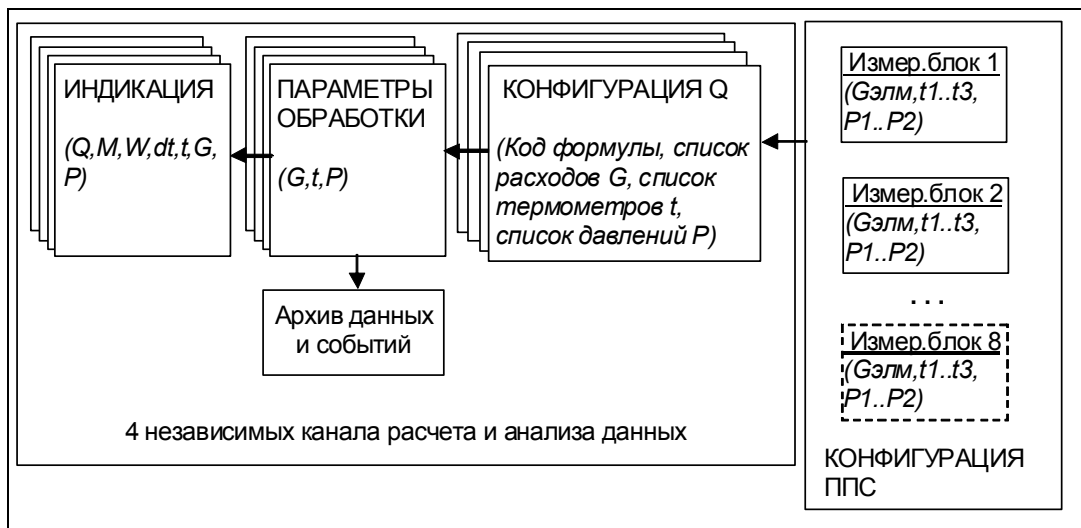 ИНДИКАЦИЯ
(Q,M,W,dt,t,G,
P)
ПАРАМЕТРЫ
ОБРАБОТКИ
(G,t,P)
КОНФИГУРАЦИЯ Q
(Код формулы, список
расходов G, список
термометров t,
список давлений P)
Архив данных
и событий
4 независимых канала расчета и анализа данных
Измер.блок 1
(Gэлм,t1..t3,
P1..P2)
Измер.блок 2
(Gэлм,t1..t3,
P1..P2)
. . .
Измер.блок 8
(Gэлм,t1..t3,
P1..P2)
КОНФИГУРАЦИЯ
ППС